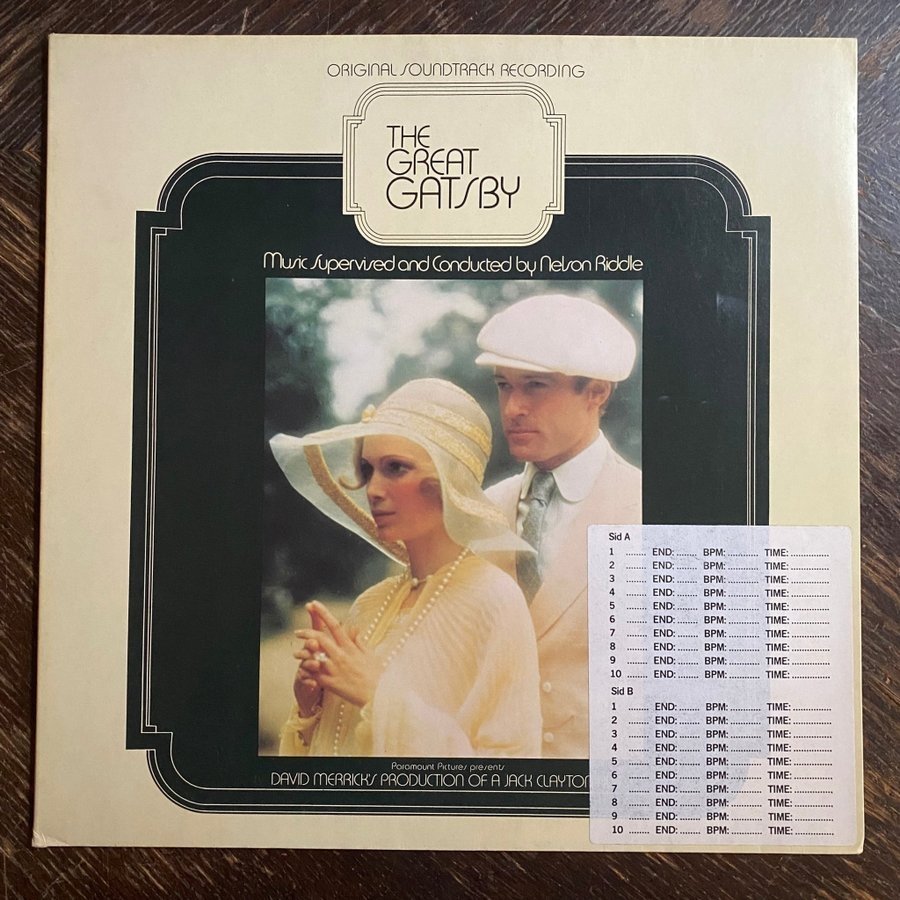 ORIGINAL SOUNDTRACK RECORDING
THE
GREAT
GATSBY
Music Supervised and Conducted by Nelson Riddle
Paramount Pictures presents
DAVID MERRICK'S PRODUCTION OF A JACK CLAYTON
Sid A
1 ....... END: ....... BPM: ........... TIME: .............
2 ....... END: ....... BPM: ........... TIME: .............
3 ....... END: ....... BPM: ........... TIME: .............
4 ....... END: ....... BPM: ........... TIME: .............
5 ....... END: ....... BPM: ........... TIME: .............
6 ....... END: ....... BPM: ........... TIME: .............
7 ....... END: ....... BPM: ........... TIME: .............
8 ....... END: ....... BPM: ........... TIME: .............
9 ....... END: ....... BPM: ........... TIME: .............
10 ....... END: ....... BPM: ........... TIME: .............
Sid B
1 ....... END: ....... BPM: ........... TIME: .............
2 ....... END: ....... BPM: ........... TIME: .............
3 ....... END: ....... BPM: ........... TIME: .............
4 ....... END: ....... BPM: ........... TIME: .............
5 ....... END: ....... BPM: ........... TIME: .............
6 ....... END: ....... BPM: ........... TIME: .............
7 ....... END: ....... BPM: ........... TIME: .............
8 ....... END: ....... BPM: ........... TIME: .............
9 ....... END: ....... BPM: ........... TIME: .............
10 ....... END: ....... BPM: ........... TIME: .............